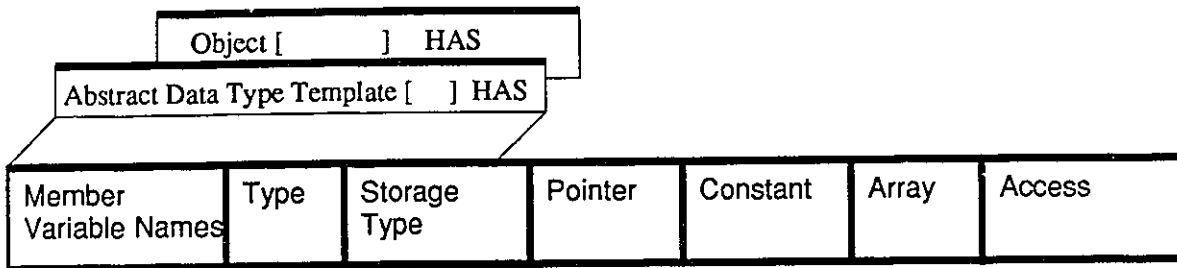 Object [ ] HAS
Abstract Data Type Template [ ] HAS
Member Variable Names
Type
Storage Type
Pointer
Constant
Array
Access